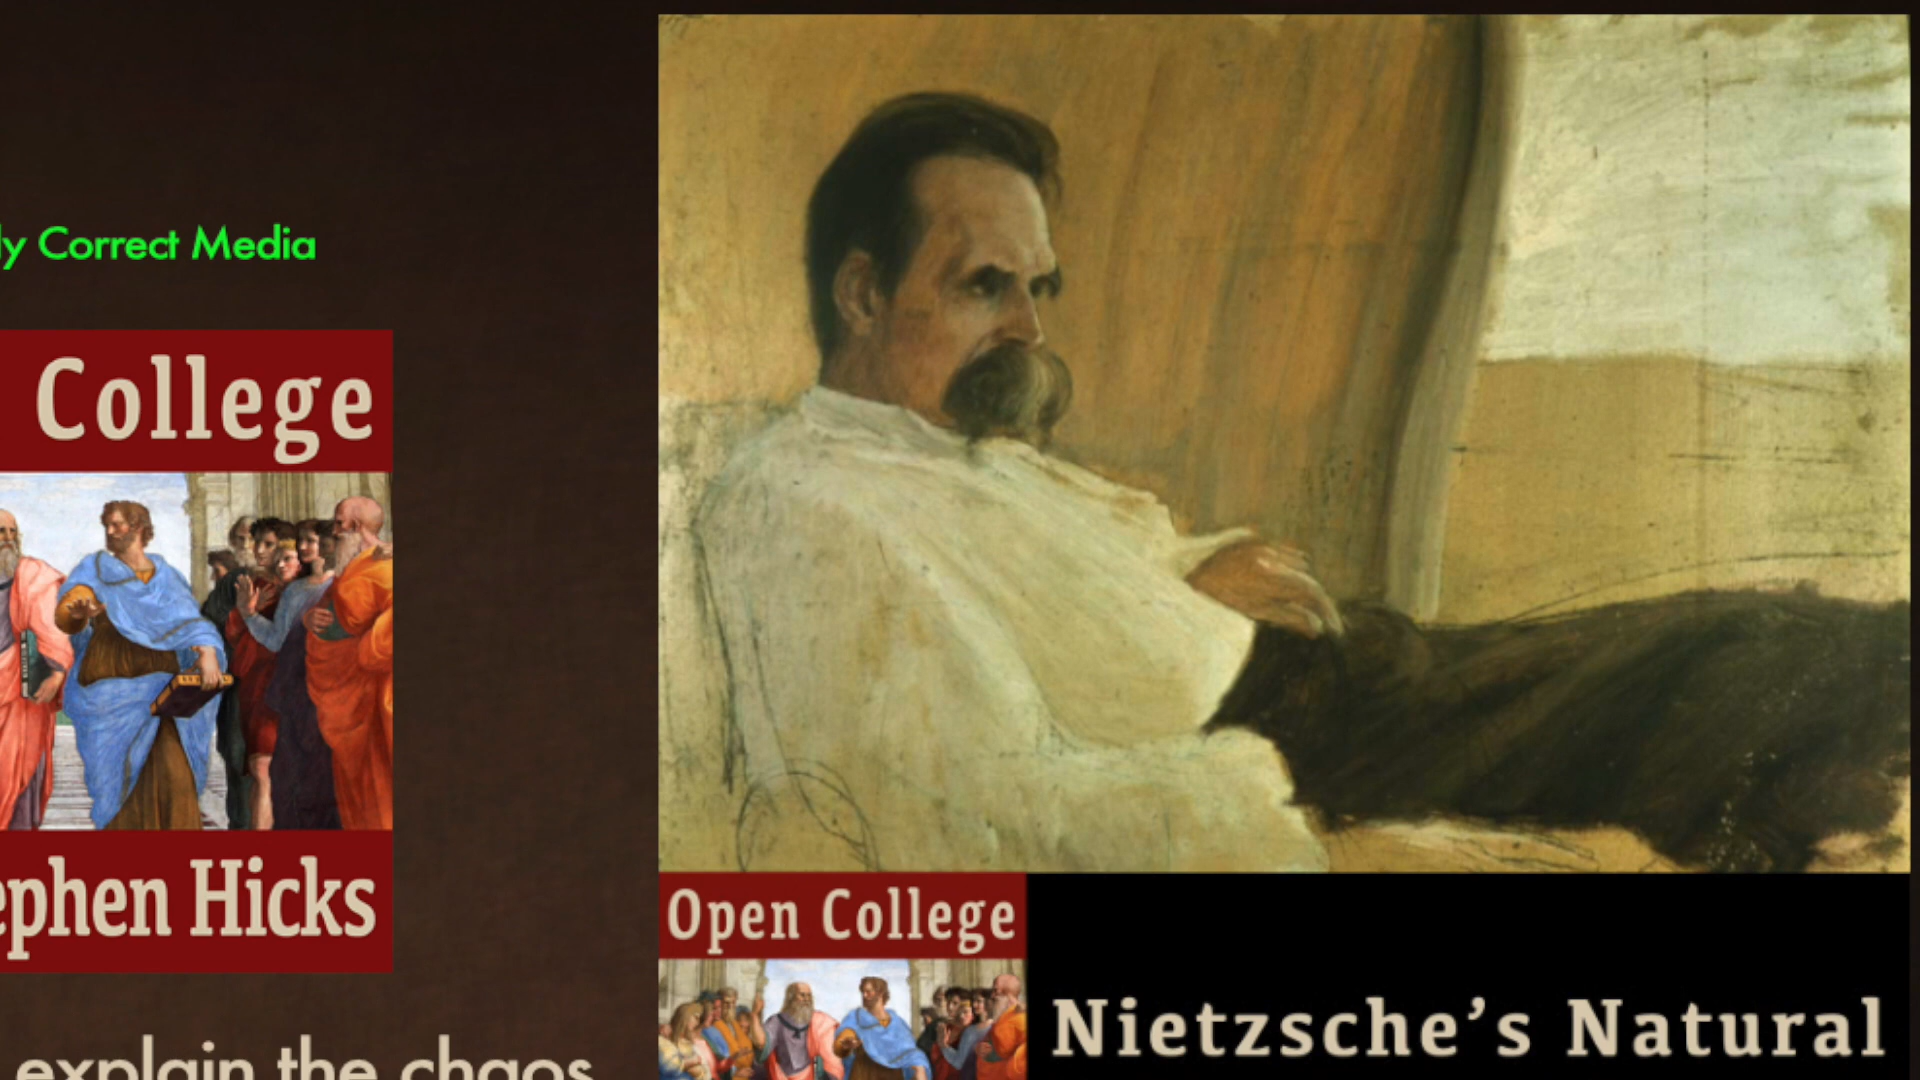 ly Correct Media
College
ephen Hicks
explain the chaos
Open College
Nietzsche's Natural